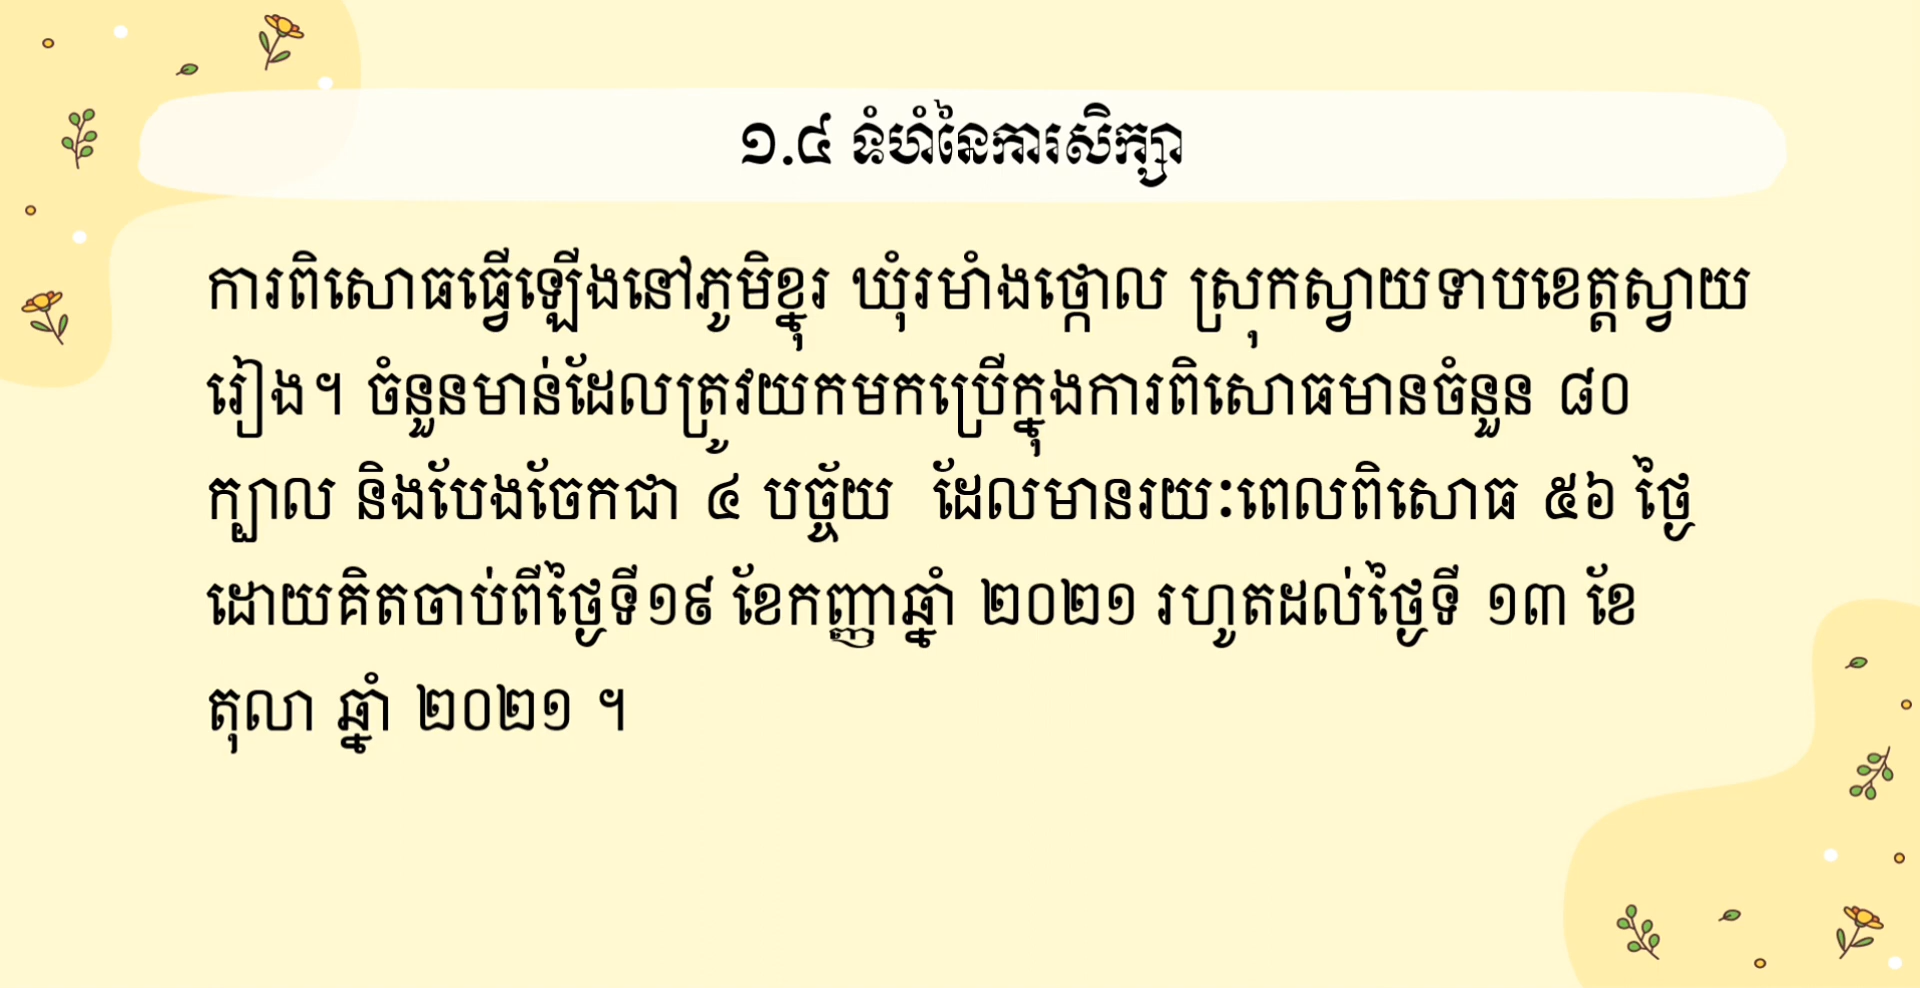 ១.៤ ទំហំនៃការសិក្សា
ការពិសោធធ្វើឡើងនៅភូមិខ្នុរ ឃុំរមាំងថ្កោល ស្រុកស្វាយទាបខេត្តស្វាយ
រៀង។ ចំនួនមាន់ដែលត្រូវយកមកប្រើក្នុងការពិសោធមានចំនួន ៨០
ក្បាល និងបែងចែកជា ៤ បច្ច័យ ដែលមានរយៈពេលពិសោធ ៥៦ ថ្ងៃ
ដោយគិតចាប់ពីថ្ងៃទី១៩ ខែកញ្ញាឆ្នាំ ២០២១ រហូតដល់ថ្ងៃទី ១៣ ខែ
តុលា ឆ្នាំ ២០២១ ។